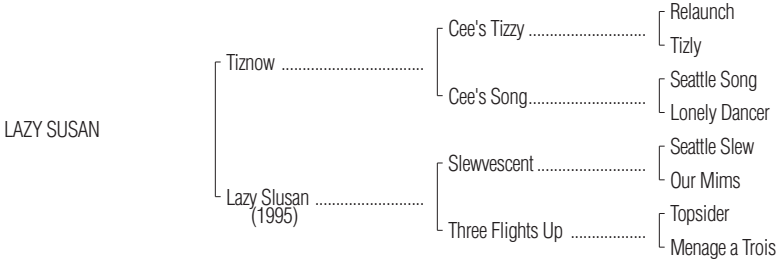 Relaunch
Cee's Tizzy ..............................
Tizly
Tiznow .....................................
Seattle Song
Cee's Song..............................
Lonely Dancer
LAZY SUSAN
Seattle Slew
Slewvescent ............................
Our Mims
Lazy Slusan ............................
(1995)
Topsider
Three Flights Up ...................
Menage a Trois